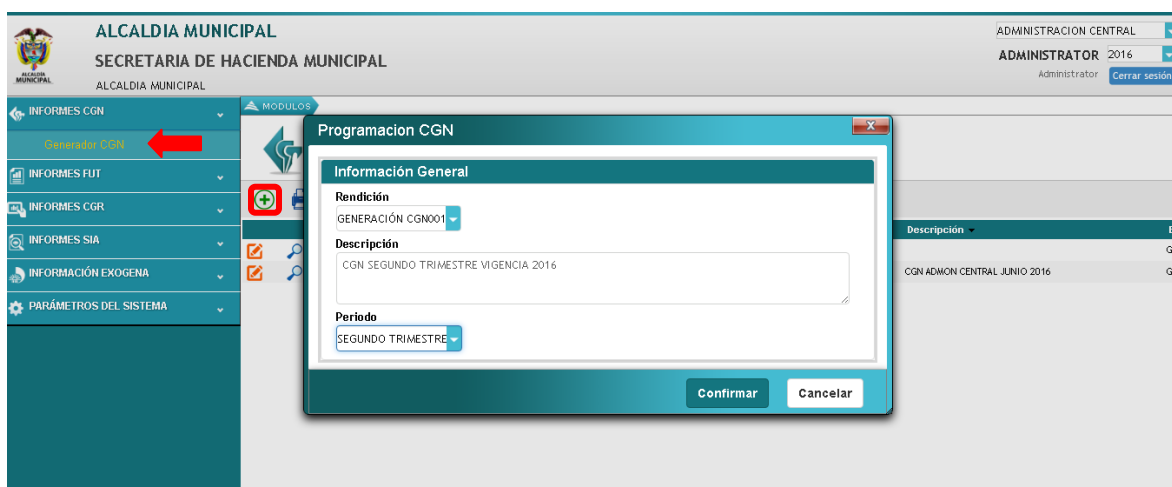 ALCALDIA MUNICIPAL
SECRETARIA DE HACIENDA MUNICIPAL
ALCALDIA MUNICIPAL
ALCALDIA
MUNICIPAL
ADMINISTRACION CENTRAL
ADMINISTRATOR 2016
Administrator Cerrar sesión
INFORMES CGN
Generador CGN
INFORMES FUT
INFORMES CGR
INFORMES SIA
INFORMACIÓN EXOGENA
PARÁMETROS DEL SISTEMA
MODULOS
Programacion CGN
X
Información General
Rendición
GENERACIÓN CGN001
Descripción
CGN SEGUNDO TRIMESTRE VIGENCIA 2016
Periodo
SEGUNDO TRIMESTRE
Confirmar Cancelar
Descripción E
G
CGN ADMON CENTRAL JUNIO 2016 G